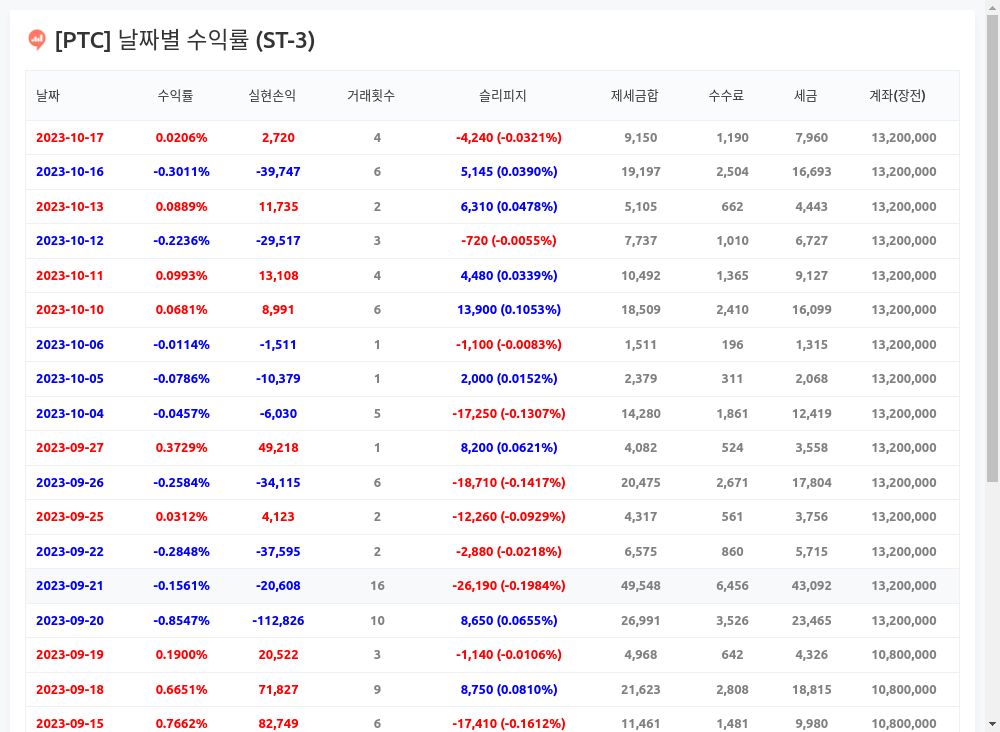 [PTC] 날짜별 수익률 (ST-3)
날짜 수익률 실현손익 거래횟수 슬리피지 제세금합 수수료 세금 계좌(장전)
2023-10-17 0.0206% 2,720 4 -4,240 (-0.0321%) 9,150 1,190 7,960 13,200,000
2023-10-16 -0.3011% -39,747 6 5,145 (0.0390%) 19,197 2,504 16,693 13,200,000
2023-10-13 0.0889% 11,735 2 6,310 (0.0478%) 5,105 662 4,443 13,200,000
2023-10-12 -0.2236% -29,517 3 -720 (-0.0055%) 7,737 1,010 6,727 13,200,000
2023-10-11 0.0993% 13,108 4 4,480 (0.0339%) 10,492 1,365 9,127 13,200,000
2023-10-10 0.0681% 8,991 6 13,900 (0.1053%) 18,509 2,410 16,099 13,200,000
2023-10-06 -0.0114% -1,511 1 -1,100 (-0.0083%) 1,511 196 1,315 13,200,000
2023-10-05 -0.0786% -10,379 1 2,000 (0.0152%) 2,379 311 2,068 13,200,000
2023-10-04 -0.0457% -6,030 5 -17,250 (-0.1307%) 14,280 1,861 12,419 13,200,000
2023-09-27 0.3729% 49,218 1 8,200 (0.0621%) 4,082 524 3,558 13,200,000
2023-09-26 -0.2584% -34,115 6 -18,710 (-0.1417%) 20,475 2,671 17,804 13,200,000
2023-09-25 0.0312% 4,123 2 -12,260 (-0.0929%) 4,317 561 3,756 13,200,000
2023-09-22 -0.2848% -37,595 2 -2,880 (-0.0218%) 6,575 860 5,715 13,200,000
2023-09-21 -0.1561% -20,608 16 -26,190 (-0.1984%) 49,548 6,456 43,092 13,200,000
2023-09-20 -0.8547% -112,826 10 8,650 (0.0655%) 26,991 3,526 23,465 13,200,000
2023-09-19 0.1900% 20,522 3 -1,140 (-0.0106%) 4,968 642 4,326 10,800,000
2023-09-18 0.6651% 71,827 9 8,750 (0.0810%) 21,623 2,808 18,815 10,800,000
2023-09-15 0.7662% 82,749 6 -17,410 (-0.1612%) 11,461 1,481 9,980 10,800,000